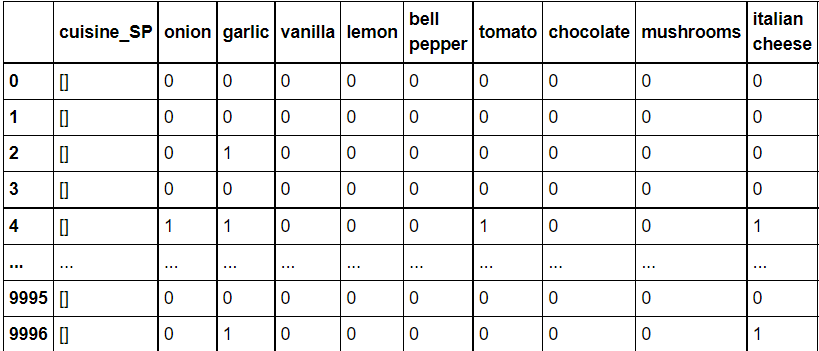 cuisine_SP onion garlic vanilla lemon bell pepper tomato chocolate mushrooms italian cheese
0 [] 0 0 0 0 0 0 0 0 0
1 [] 0 0 0 0 0 0 0 0 0
2 [] 0 1 0 0 0 0 0 0 0
3 [] 0 0 0 0 0 0 0 0 0
4 [] 1 1 0 0 0 1 0 0 1
... ... ... ... ... ... ... ... ... ... ...
9995 [] 0 0 0 0 0 0 0 0 0
9996 [] 0 1 0 0 0 0 0 0 1